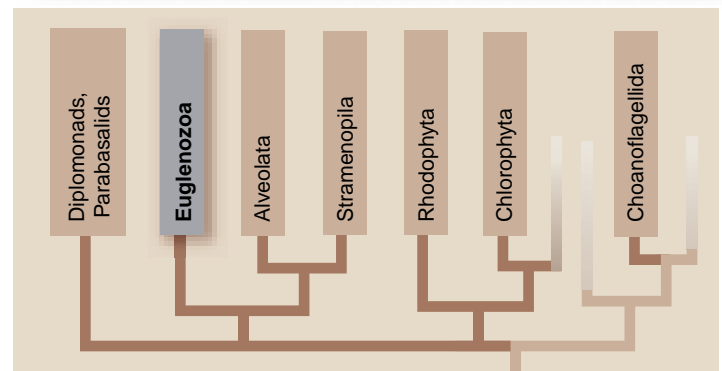 Diplomonads,
Parabasalids
Euglenozoa
Alveolata
Stramenopila
Rhodophyta
Chlorophyta
Choanoflagellida